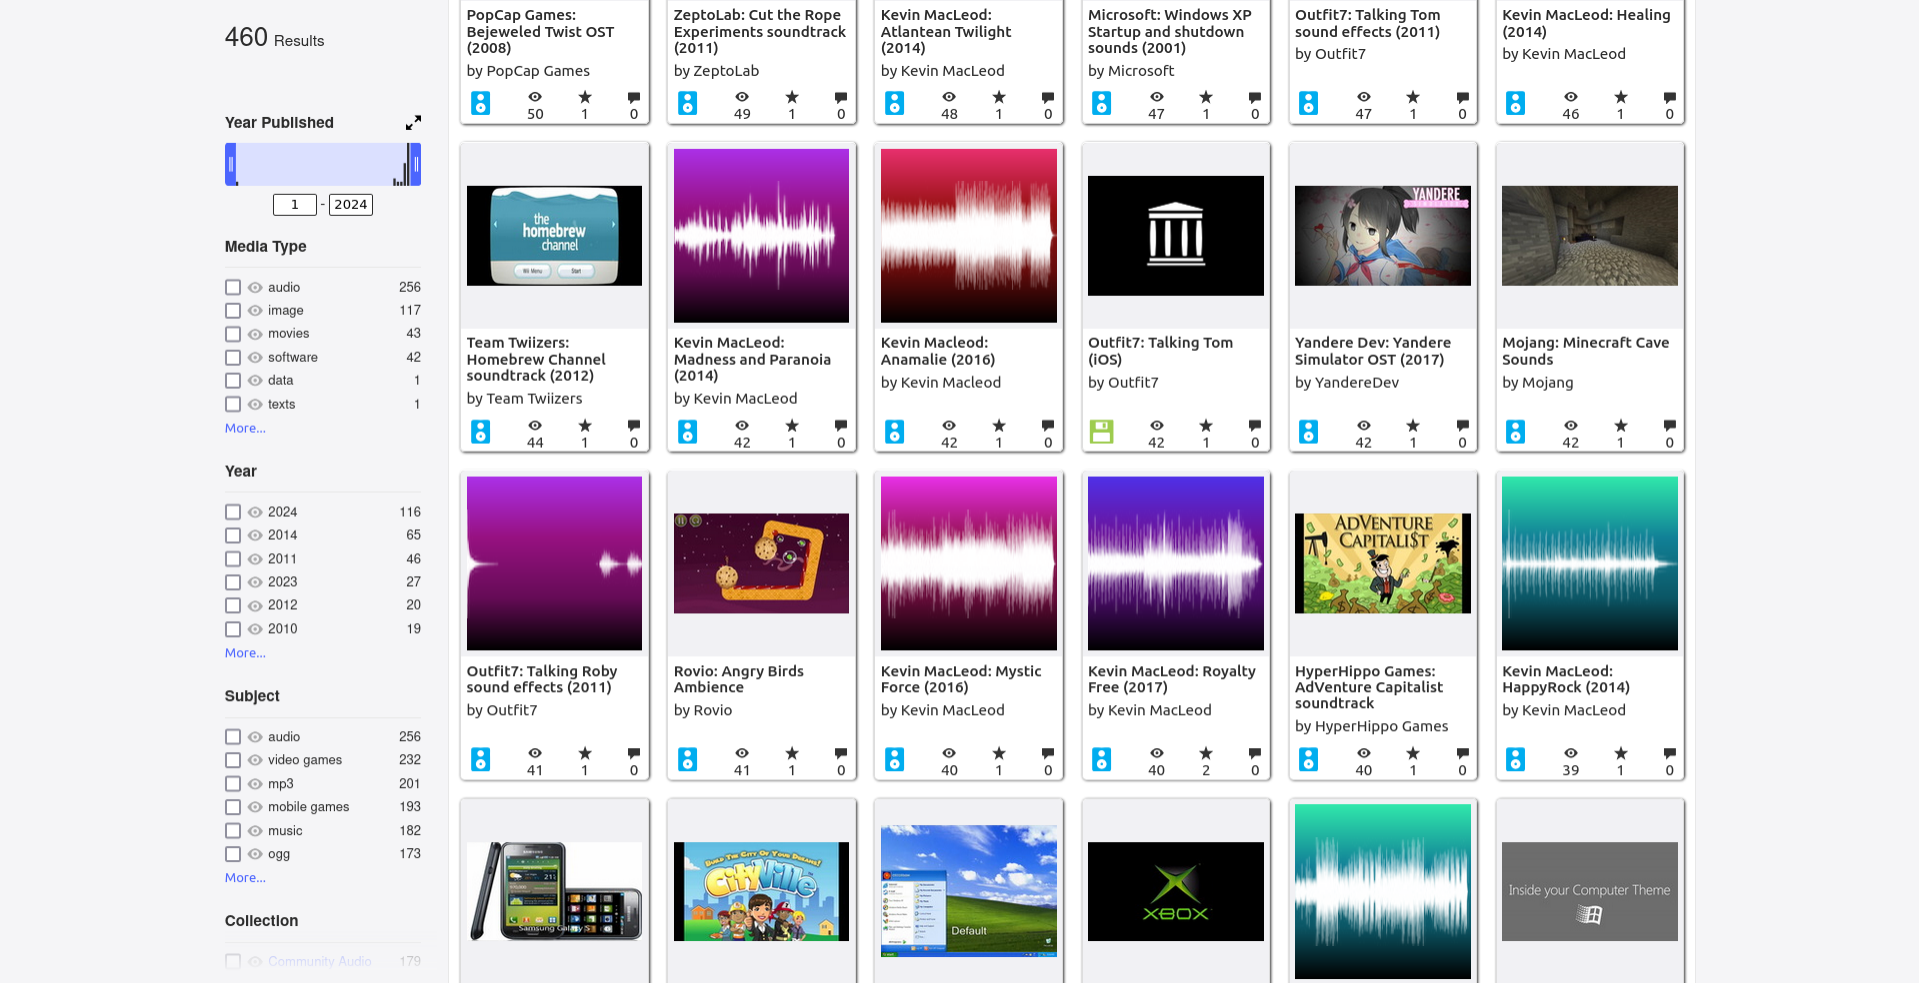 460 Results
Year Published
1 - 2024
Media Type
audio 256
image 117
movies 43
software 42
data 1
texts 1
More...
Year
2024 116
2014 65
2011 46
2023 27
2012 20
2010 19
More...
Subject
audio 256
video games 232
mp3 201
mobile games 193
music 182
ogg 173
More...
Collection
Community Audio 179
PopCap Games:
Bejeweled Twist OST
(2008)
by PopCap Games
50 1 0
ZeptoLab: Cut the Rope
Experiments soundtrack
(2011)
by ZeptoLab
49 1 0
Kevin MacLeod:
Atlantean Twilight
(2014)
by Kevin MacLeod
48 1 0
Microsoft: Windows XP
Startup and shutdown
sounds (2001)
by Microsoft
47 1 0
Outfit7: Talking Tom
sound effects (2011)
by Outfit7
47 1 0
Kevin MacLeod: Healing
(2014)
by Kevin MacLeod
46 1 0
the
homebrew
channel
Wii Menu Start
Team Twiizers:
Homebrew Channel
soundtrack (2012)
by Team Twiizers
44 1 0
Kevin MacLeod:
Madness and Paranoia
(2014)
by Kevin MacLeod
42 1 0
Kevin Macleod:
Anamalie (2016)
by Kevin Macleod
42 1 0
Outfit7: Talking Tom
(iOS)
by Outfit7
42 1 0
YANDERE
Yandere Dev: Yandere
Simulator OST (2017)
by YandereDev
42 1 0
Mojang: Minecraft Cave
Sounds
by Mojang
42 1 0
Outfit7: Talking Roby
sound effects (2011)
by Outfit7
41 1 0
Rovio: Angry Birds
Ambience
by Rovio
41 1 0
Kevin MacLeod: Mystic
Force (2016)
by Kevin MacLeod
40 1 0
Kevin MacLeod: Royalty
Free (2017)
by Kevin MacLeod
40 2 0
ADVENTURE
CAPITALI$T
HyperHippo Games:
AdVenture Capitalist
soundtrack
by HyperHippo Games
40 1 0
Kevin MacLeod:
HappyRock (2014)
by Kevin MacLeod
39 1 0
Samsung Galaxy S
BUILD THE CITY OF YOUR DREAMS!
CityVille
Default
XBOX
Inside your Computer Theme